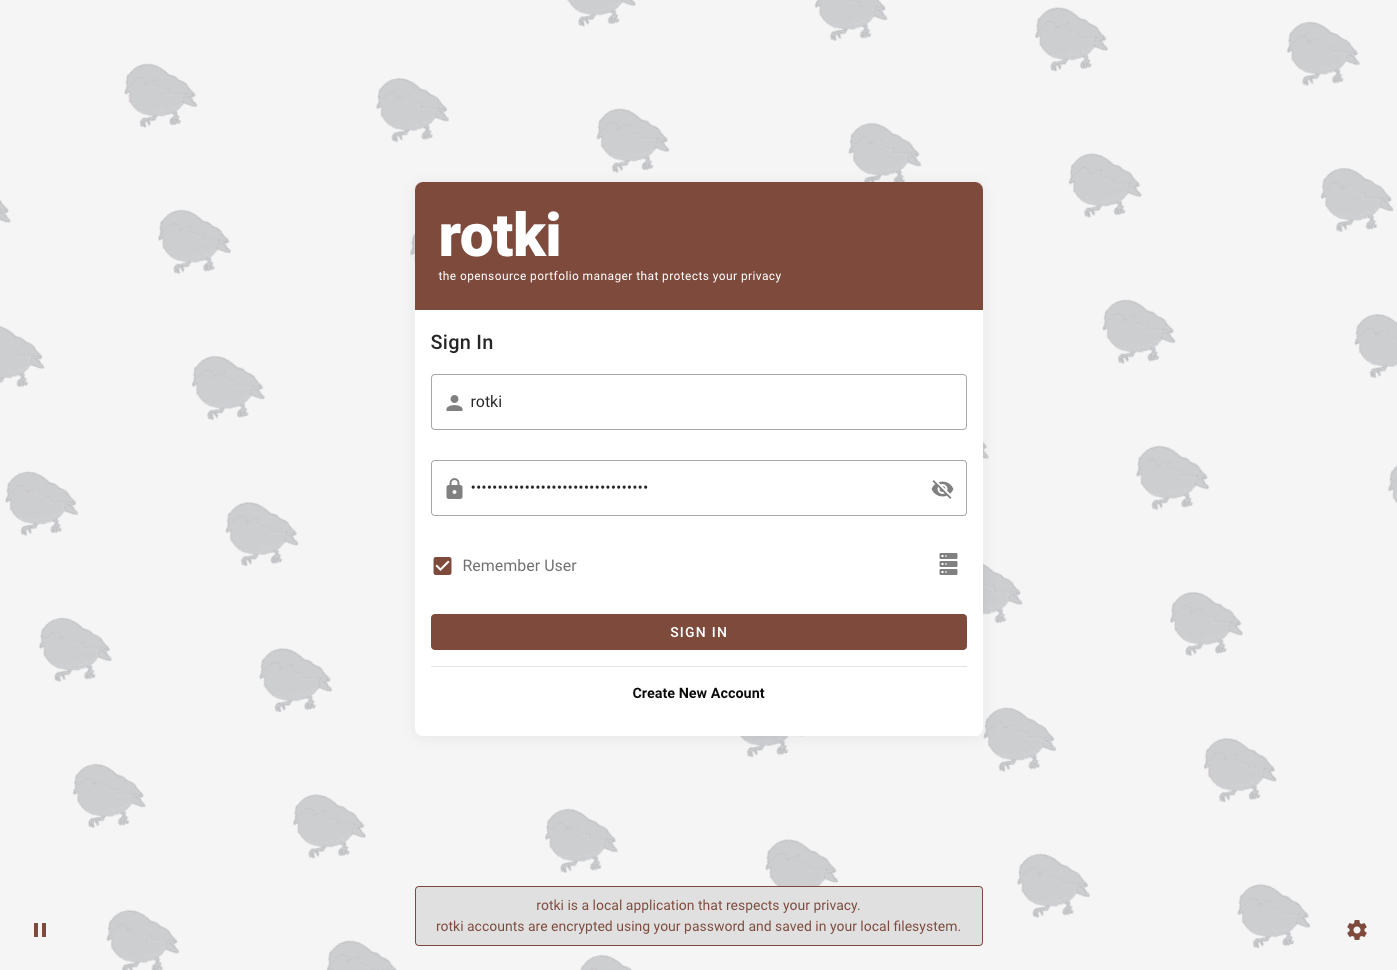 rotki
the opensource portfolio manager that protects your privacy
Sign In
rotki
••••••••••••••••••••••••••••••••••
Remember User
SIGN IN
Create New Account
rotki is a local application that respects your privacy.
rotki accounts are encrypted using your password and saved in your local filesystem.